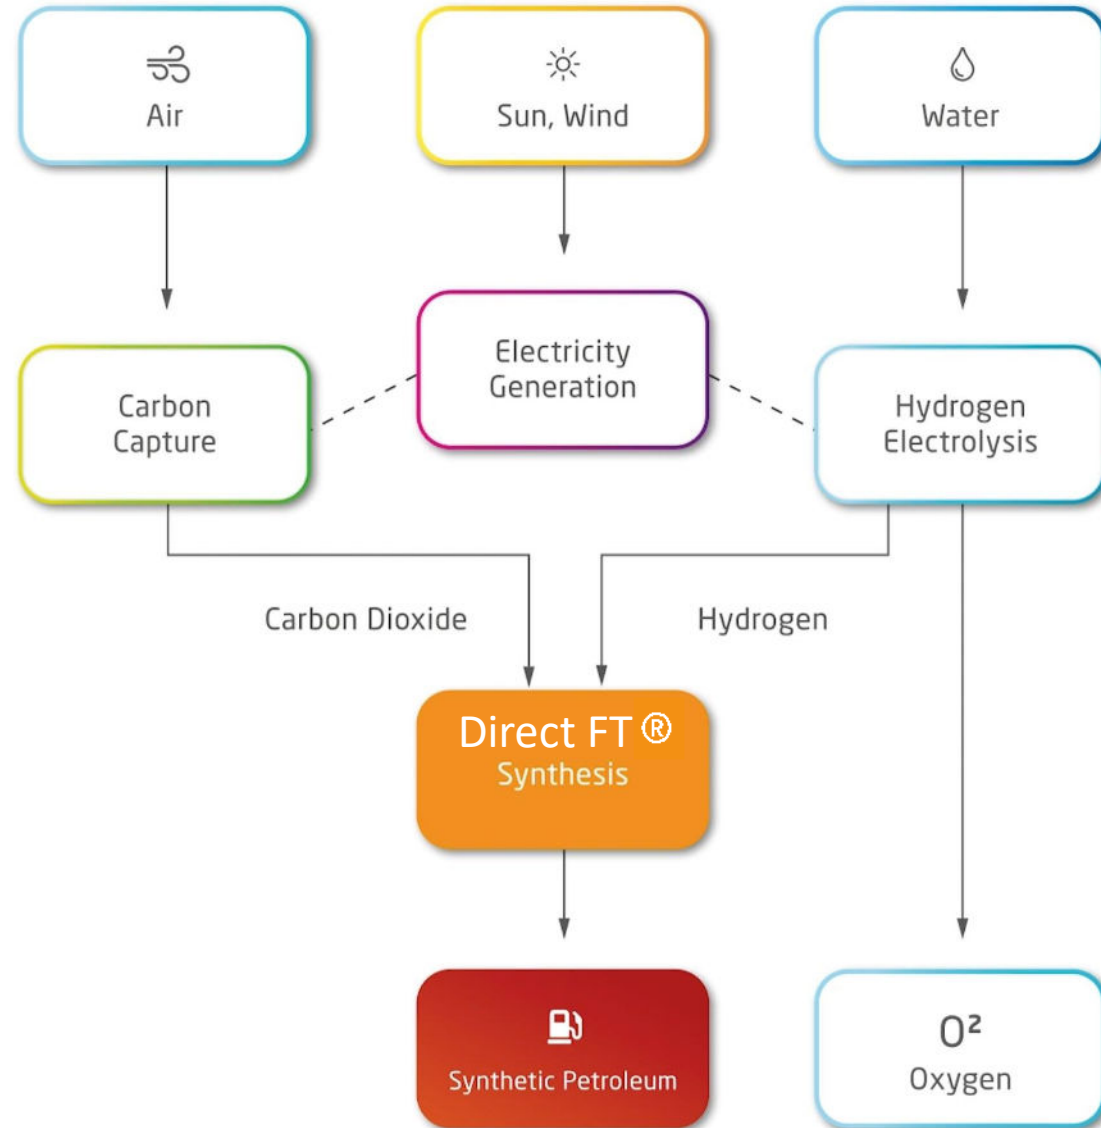 Air
Sun, Wind
Water
Carbon
Capture
Electricity
Generation
Hydrogen
Electrolysis
Carbon Dioxide
Hydrogen
Direct FT ®
Synthesis
Synthetic Petroleum
O²
Oxygen